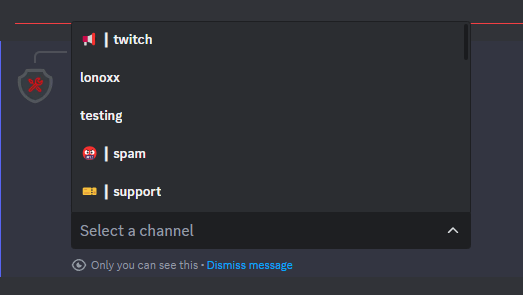 📢 | twitch
lonoxx
testing
🤬 | spam
🎫 | support
Select a channel
Only you can see this • Dismiss message